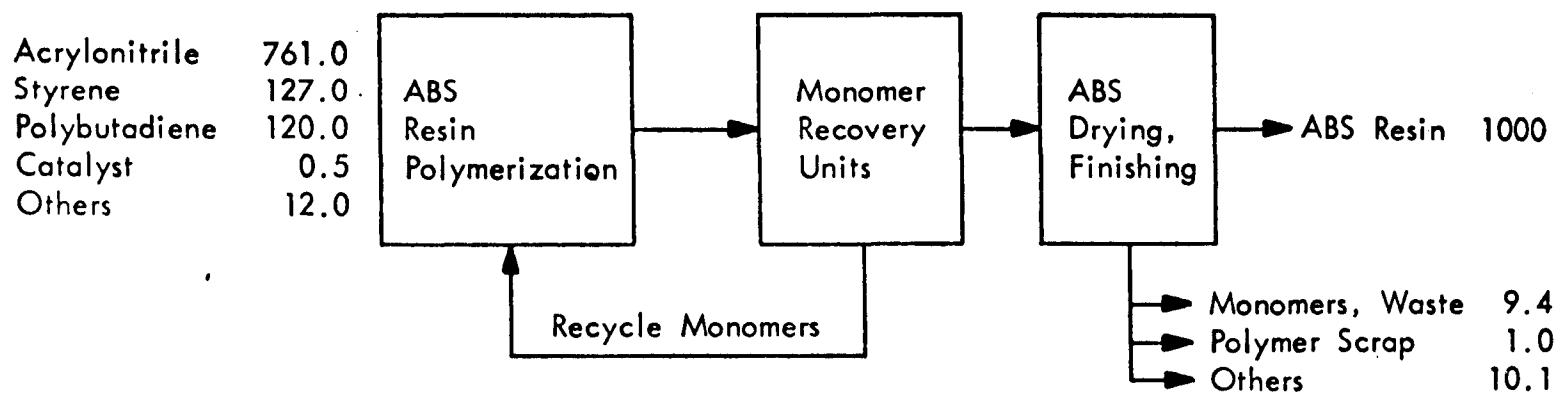 Acrylonitrile 761.0
Styrene 127.0
Polybutadiene 120.0
Catalyst 0.5
Others 12.0
ABS
Resin
Polymerization
Monomer
Recovery
Units
ABS
Drying,
Finishing
ABS Resin 1000
Recycle Monomers
Monomers, Waste 9.4
Polymer Scrap 1.0
Others 10.1